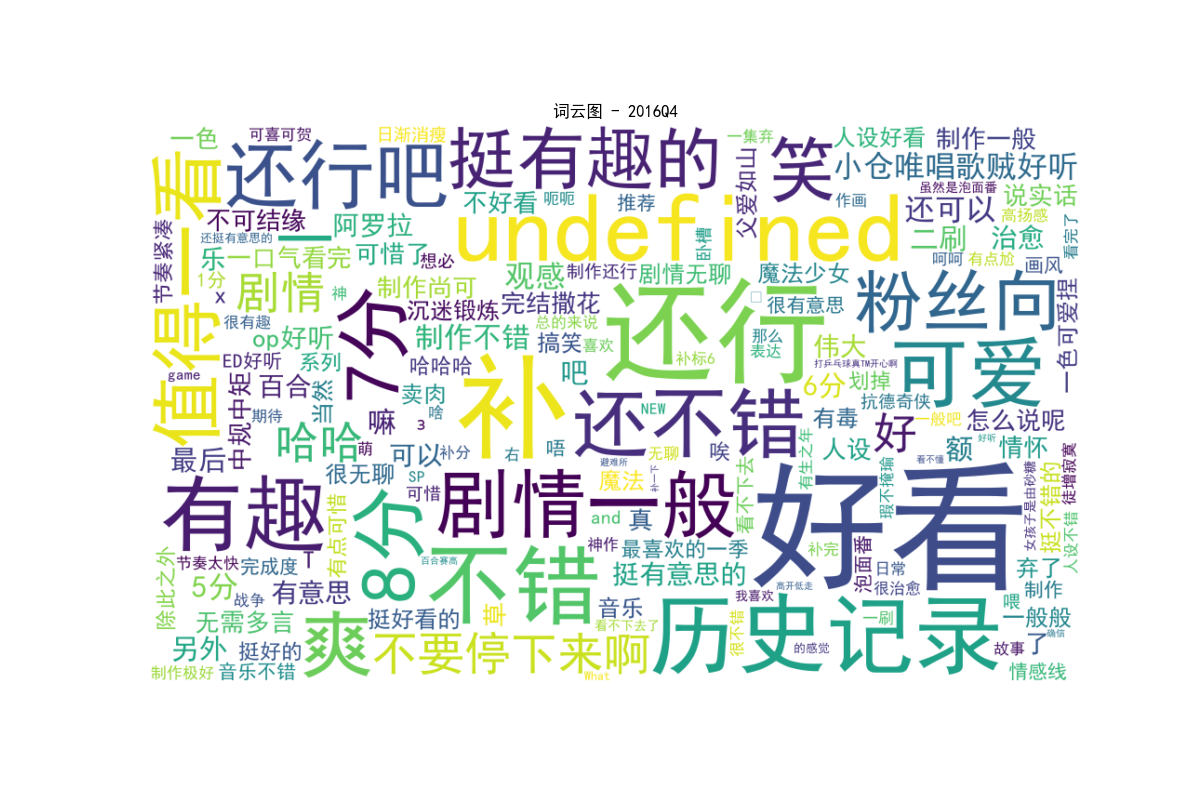 词云图 - 2016Q4
一色
可喜可贺
日渐消瘦
挺有趣的
笑
一集弃
人设好看
制作一般
值得一看
还行吧
小仓唯唱歌贼好听
父爱如山
不可结缘
一
阿罗拉
不好看
呃呃
推荐
作画
虽然是泡面番
说实话
还可以
高扬感
undefined
卧槽
二刷
治愈
看完了
节奏紧凑
还挺有意思的
乐
一口气看完
可惜了
想必
呵呵
有点尬
画风
1分
剧情
神
制作尚可
观感
制作还行
剧情无聊
魔法少女
x
7分
沉迷锻炼
完结撒花
还行
很有意思
粉丝向
一色可爱捏
很有趣
op好听
制作不错
总的来说
搞笑
喜欢
那么
表达
伟大
可爱
ED好听
系列
哈哈哈
补
吧
补标6
打乒乓球真TM开心啊
game
百合
当然
卖肉
6分
划掉
抗德奇侠
期待
嘛
啥
з
还不错
NEW
有毒
好
一般吧
怎么说呢
中规中矩
哈哈
萌
可以
补分
右
唔
无聊
唉
人设
有生之年
额
好听
情怀
最后
很无聊
SP
避难所
补一下
看不下去
看不懂
瑕不掩瑜
徒增寂寞
有趣
可惜
剧情一般
魔法
好看
女孩子是由砂糖
挺不错的
有点可惜
8分
and
真
人设不错
除此之外
节奏太快
完成度
T
百合赛高
不错
神作
最喜欢的一季
补完
泡面番
日常
弃了
5分
战争
有意思
挺有意思的
我喜欢
高开低走
很治愈
制作
无需多言
爽
挺好看的
草
音乐
看不下去了
历史记录
一刷
喂
一般般
另外
挺好的
不要停下来啊
很不错
的感觉
故事
了
确信
制作极好
音乐不错
What
情感线